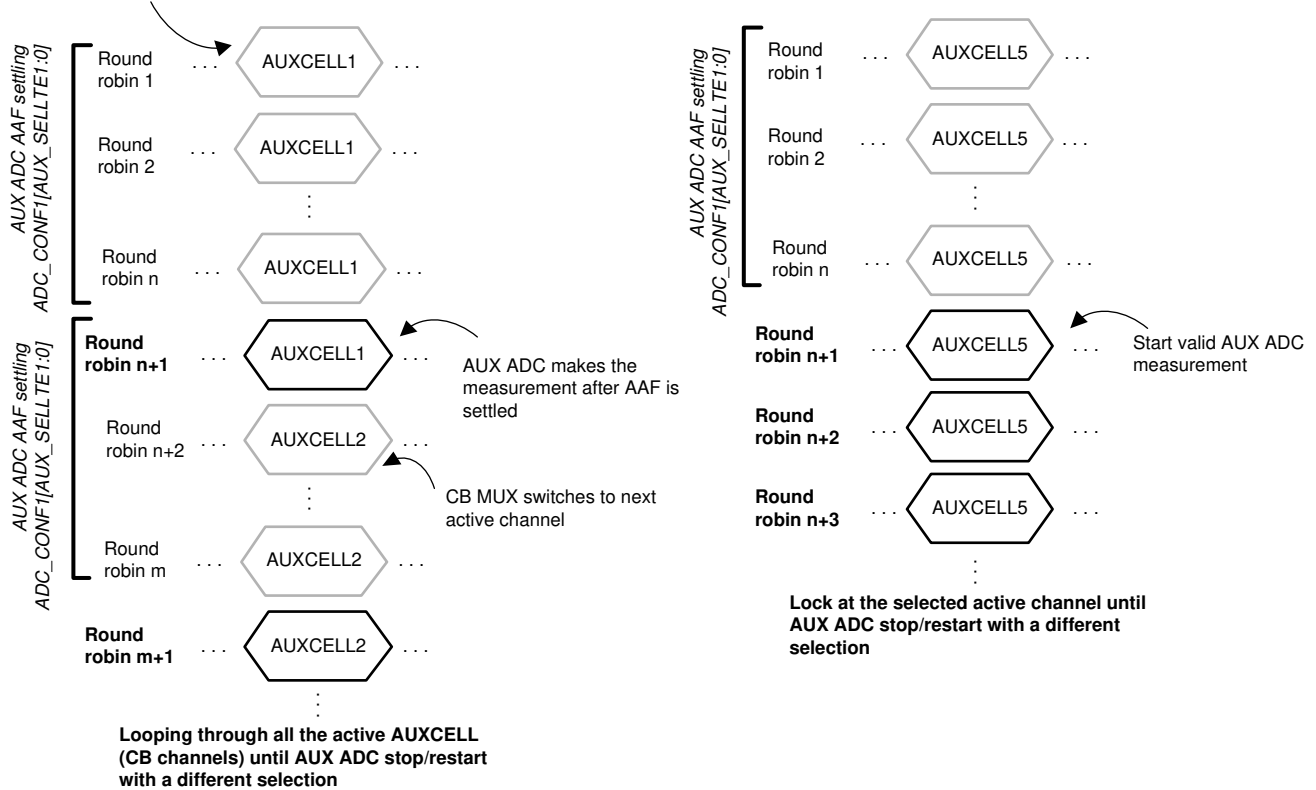 AUX ADC AAF settling
ADC_CONF1[AUX_SELLTE1:0]
Round
robin 1
. . .
AUXCELL1
. . .
Round
robin 2
. . .
AUXCELL1
. . .
Round
robin n
. . .
AUXCELL1
. . .
AUX ADC AAF settling
ADC_CONF1[AUX_SELLTE1:0]
Round
robin n+1
. . .
AUXCELL1
. . .
AUX ADC makes the
measurement after AAF is
settled
Round
robin n+2
. . .
AUXCELL2
. . .
CB MUX switches to next
active channel
Round
robin m
. . .
AUXCELL2
. . .
Round
robin m+1
. . .
AUXCELL2
. . .
Looping through all the active AUXCELL
(CB channels) until AUX ADC stop/restart
with a different selection
AUX ADC AAF settling
ADC_CONF1[AUX_SELLTE1:0]
Round
robin 1
. . .
AUXCELL5
. . .
Round
robin 2
. . .
AUXCELL5
. . .
Round
robin n
. . .
AUXCELL5
. . .
Round
robin n+1
. . .
AUXCELL5
. . .
Start valid AUX ADC
measurement
Round
robin n+2
. . .
AUXCELL5
. . .
Round
robin n+3
. . .
AUXCELL5
. . .
Lock at the selected active channel until
AUX ADC stop/restart with a different
selection